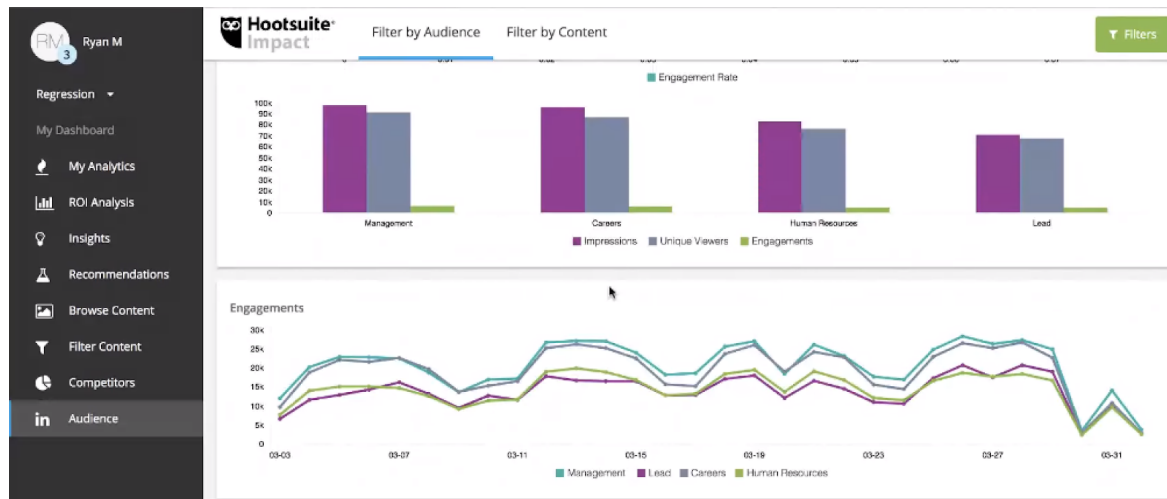 RM
3
Ryan M
Regression
My Dashboard
My Analytics
ROI Analysis
Insights
Recommendations
Browse Content
Filter Content
Competitors
in Audience
Hootsuite®
Impact
Filter by Audience Filter by Content
Filters
Engagement Rate
100k
90k
80k
70k
60k
50k
40k
30k
20k
10k
0
Management Careers Human Resources Lead
Impressions Unique Viewers Engagements
Engagements
30k
25k
20k
15k
10k
5k
0
03-03 03-07 03-11 03-15 03-19 03-23 03-27 03-31
Management Lead Careers Human Resources